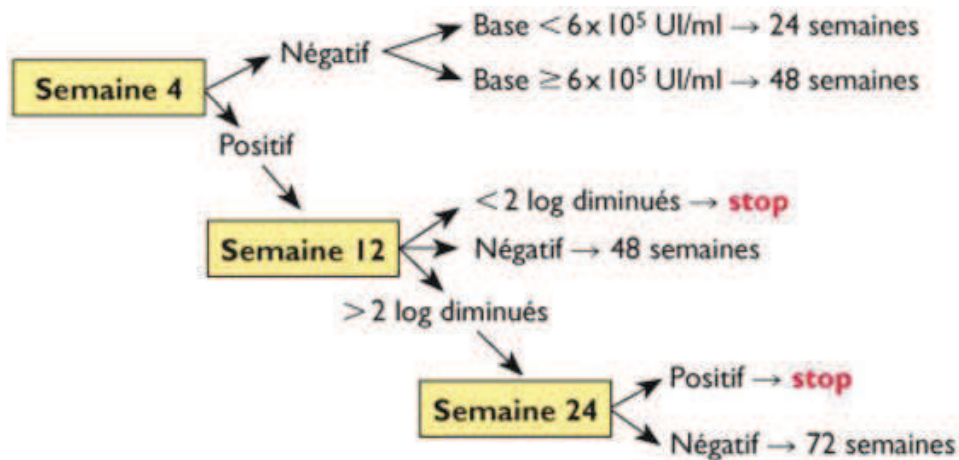 Base < 6 x 10⁵ UI/ml → 24 semaines
Négatif
Base ≥ 6 x 10⁵ UI/ml → 48 semaines
Semaine 4
Positif
< 2 log diminués → stop
Semaine 12
Négatif → 48 semaines
> 2 log diminués
Positif → stop
Semaine 24
Négatif → 72 semaines